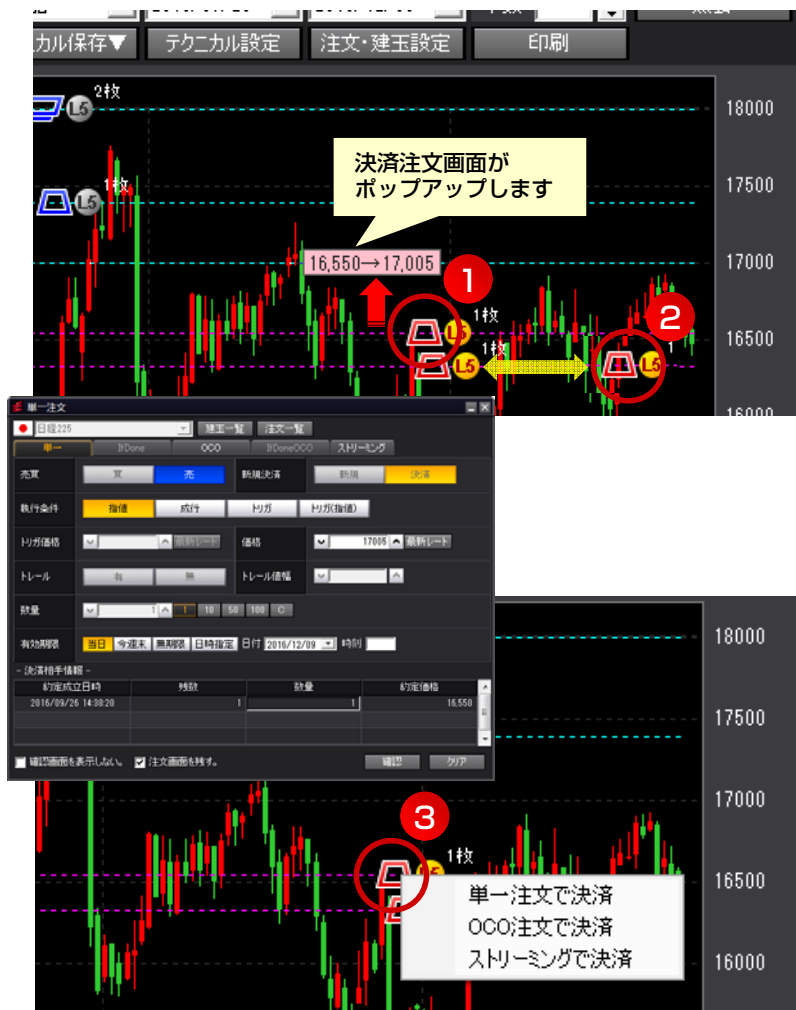 カル保存▼ テクニカル設定 注文・建玉設定 印刷
2枚
L5
18000
決済注文画面が
ポップアップします
1枚
L5
17500
16,550→17,005
17000
1
2
1枚
L5
16500
1枚
L5
L5
1
16000
単一注文
日経225 建玉一覧 注文一覧
単一 IfDone OCO IfDoneOCO ストリーミング
売買 買 売 新規決済 新規 決済
執行条件 指値 成行 トリガ トリガ(指値)
トリガ価格 最新レート 価格 17005 最新レート
トレール 有 無 トレール値幅
数量 1 1 10 50 100 C
有効期限 当日 今週末 無期限 日時指定 日付 2016/12/09 時刻
- 決済相手情報 -
約定成立日時 残数 数量 約定価格
2016/09/26 14:38:20 1 1 16,550
確認画面を表示しない。 注文画面を残す。 確認 クリア
18000
17500
17000
3
1枚
16500
単一注文で決済
OCO注文で決済
ストリーミングで決済
16000